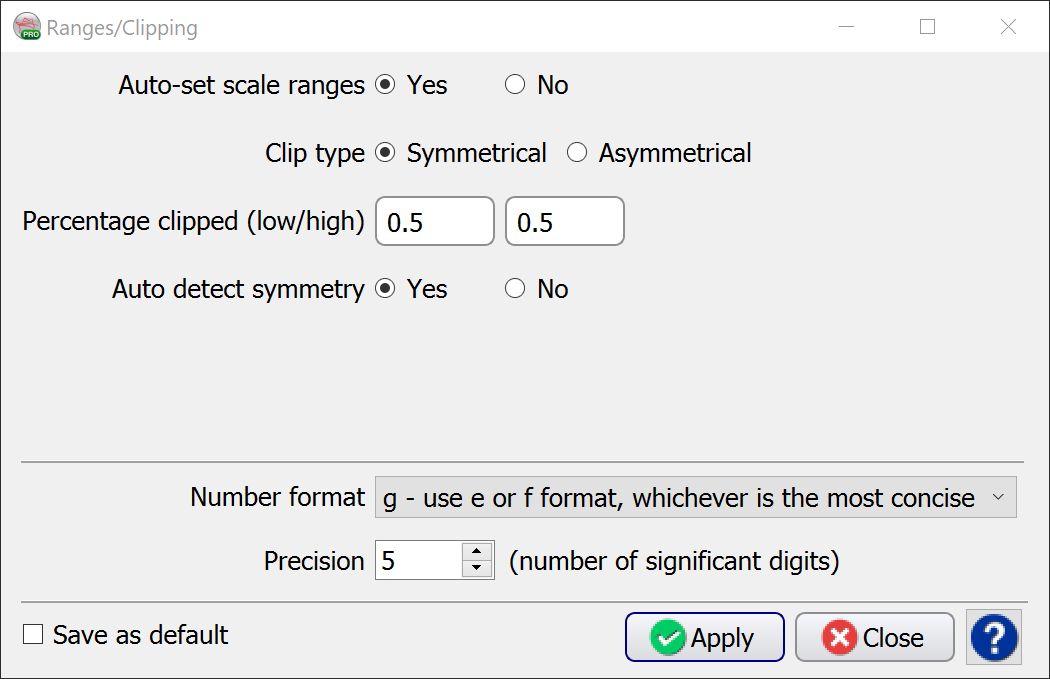 PRO Ranges/Clipping
Auto-set scale ranges Yes No
Clip type Symmetrical Asymmetrical
Percentage clipped (low/high) 0.5 0.5
Auto detect symmetry Yes No
Number format g - use e or f format, whichever is the most concise
Precision 5 (number of significant digits)
Save as default Apply Close ?